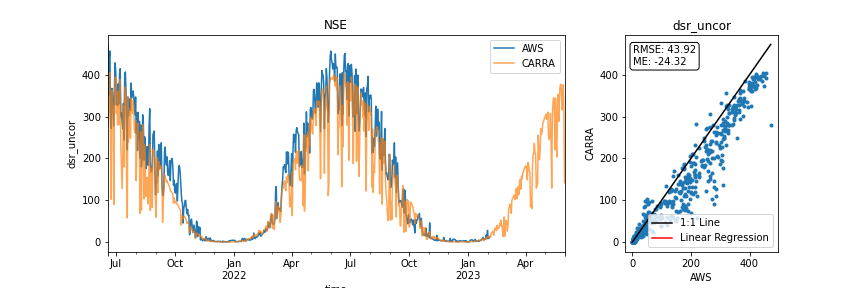 NSE
dsr_uncor
AWS
CARRA
400
300
200
100
0
dsr_uncor
Jul
Oct
Jan
2022
Apr
Jul
Oct
Jan
2023
Apr
time
RMSE: 43.92
ME: -24.32
CARRA
400
300
200
100
0
1:1 Line
Linear Regression
0
200
400
AWS